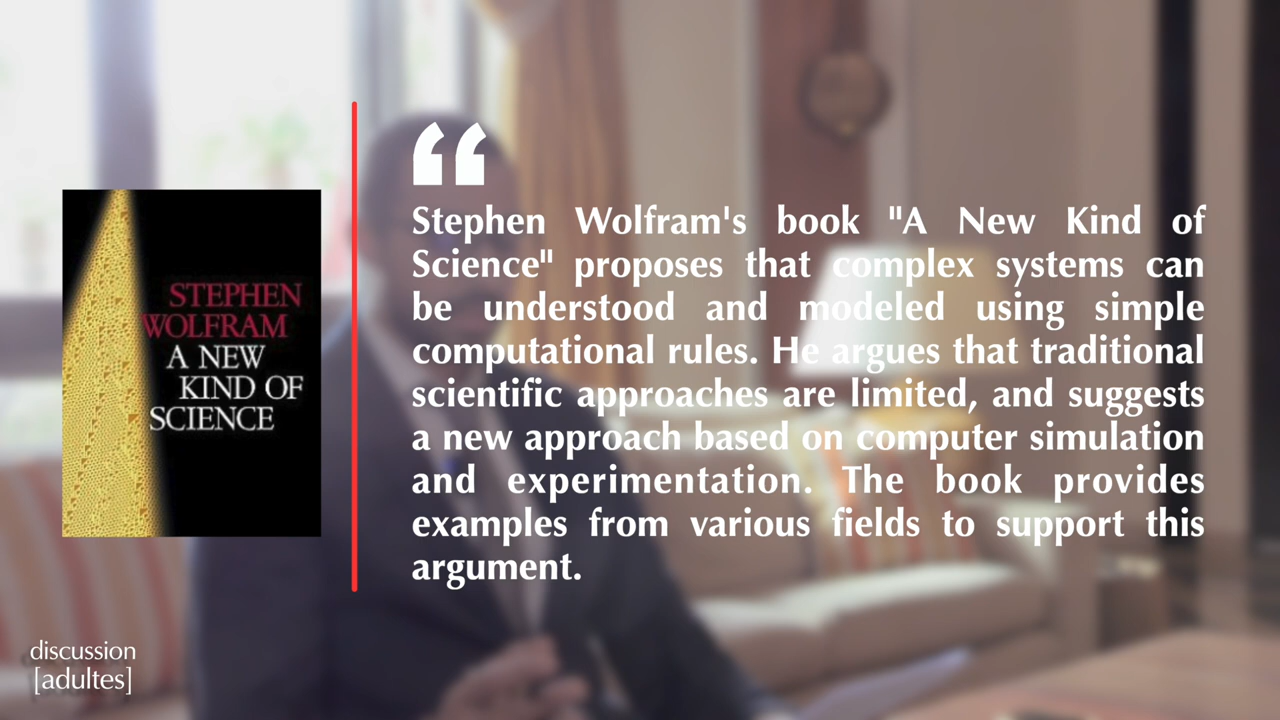 STEPHEN
WOLFRAM
A NEW
KIND OF
SCIENCE
“
Stephen Wolfram's book "A New Kind of
Science" proposes that complex systems can
be understood and modeled using simple
computational rules. He argues that traditional
scientific approaches are limited, and suggests
a new approach based on computer simulation
and experimentation. The book provides
examples from various fields to support this
argument.
discussion
[adultes]